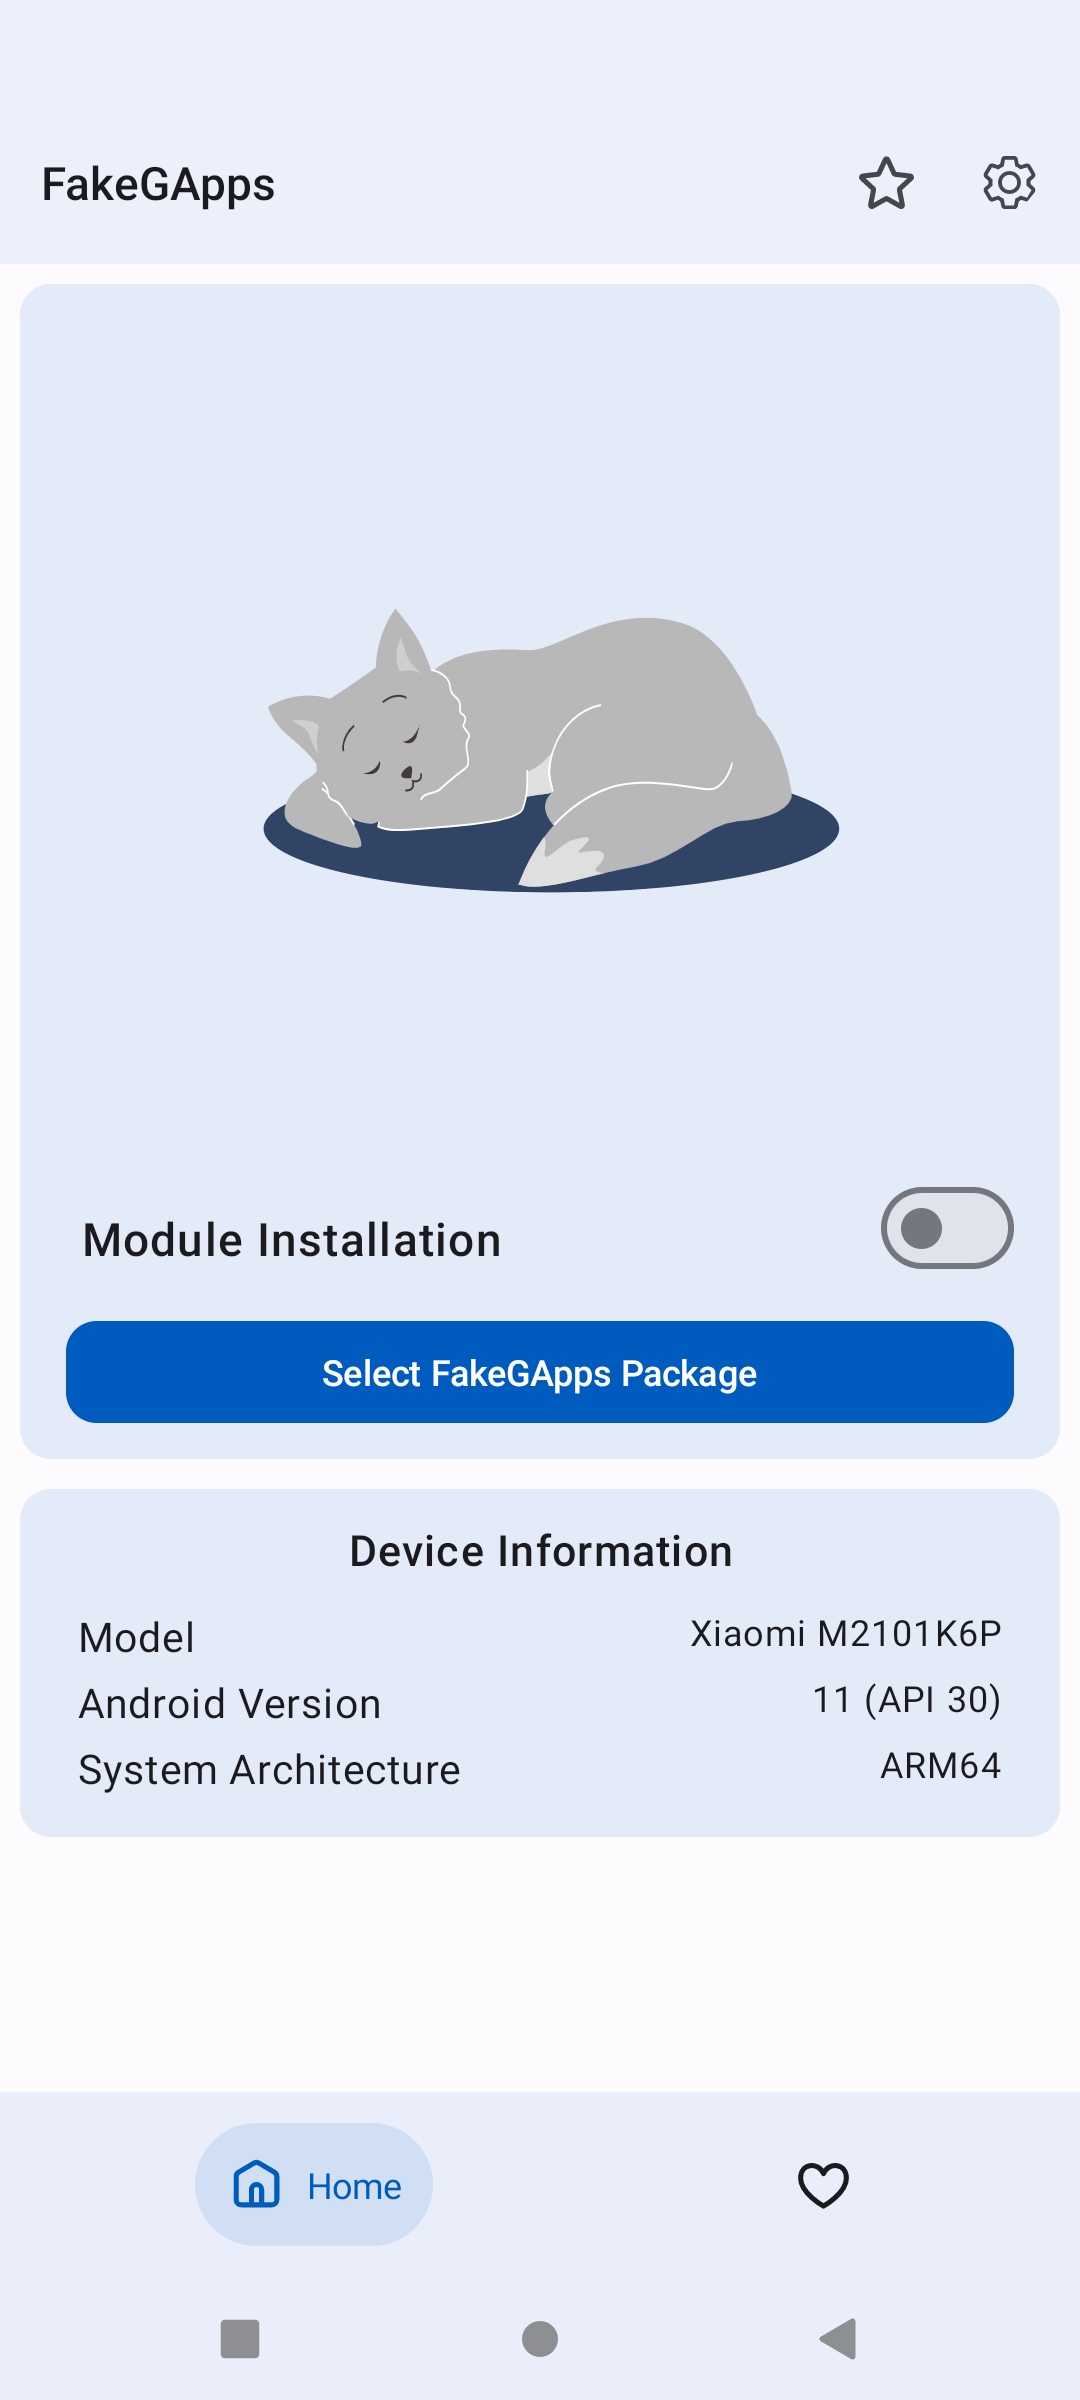 FakeGApps
Module Installation
Select FakeGApps Package
Device Information
Model Xiaomi M2101K6P
Android Version 11 (API 30)
System Architecture ARM64
Home